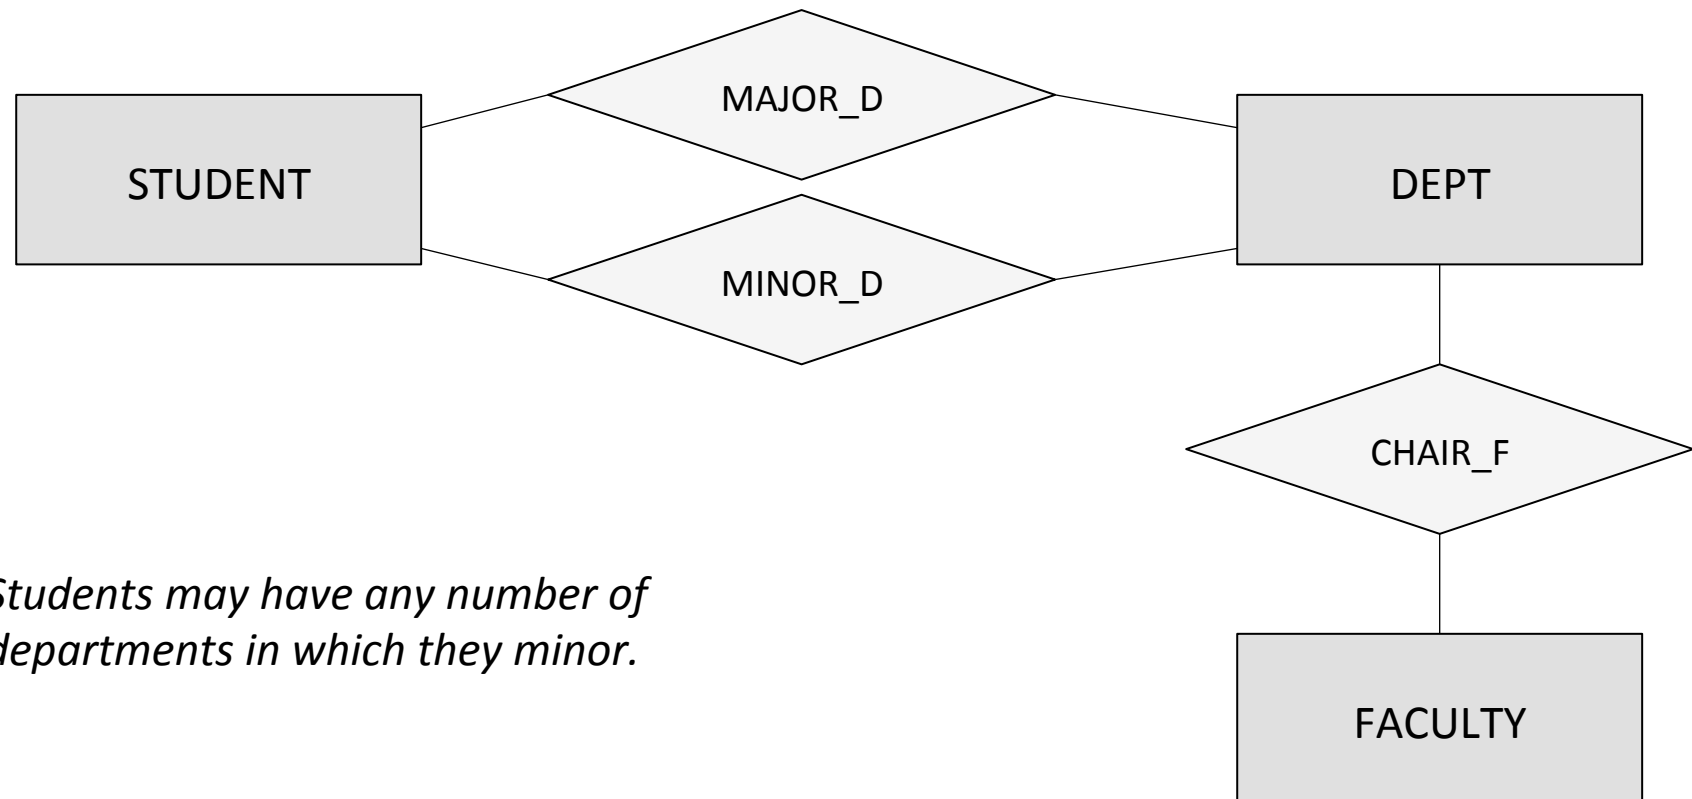 MAJOR_D
STUDENT
DEPT
MINOR_D
CHAIR_F
Students may have any number of
departments in which they minor.
FACULTY